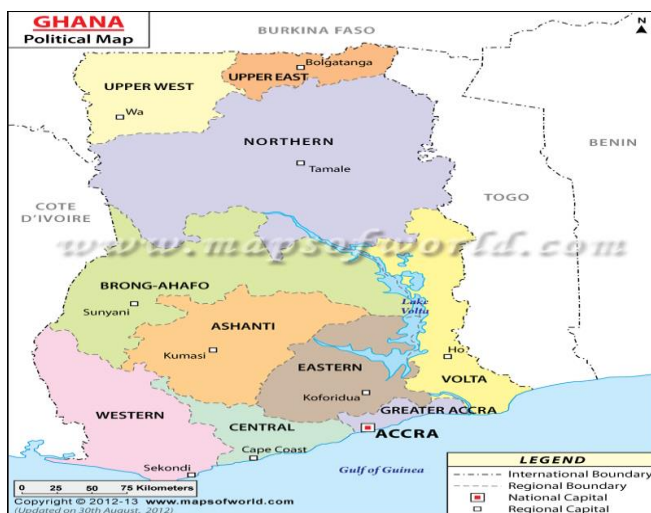 GHANA
Political Map
BURKINA FASO
N
UPPER WEST
UPPER EAST
Bolgatanga
Wa
NORTHERN
Tamale
BENIN
TOGO
COTE
D'IVOIRE
www.mapsofworld.com
BRONG-AHAFO
Sunyani
Lake
Volta
ASHANTI
Kumasi
EASTERN
Ho
VOLTA
Koforidua
GREATER ACCRA
WESTERN
CENTRAL
ACCRA
Cape Coast
Sekondi
Gulf of Guinea
0 25 50 75 Kilometers
Copyright © 2012-13 www.mapsofworld.com
(Updated on 30th August, 2012)
LEGEND
International Boundary
Regional Boundary
National Capital
Regional Capital